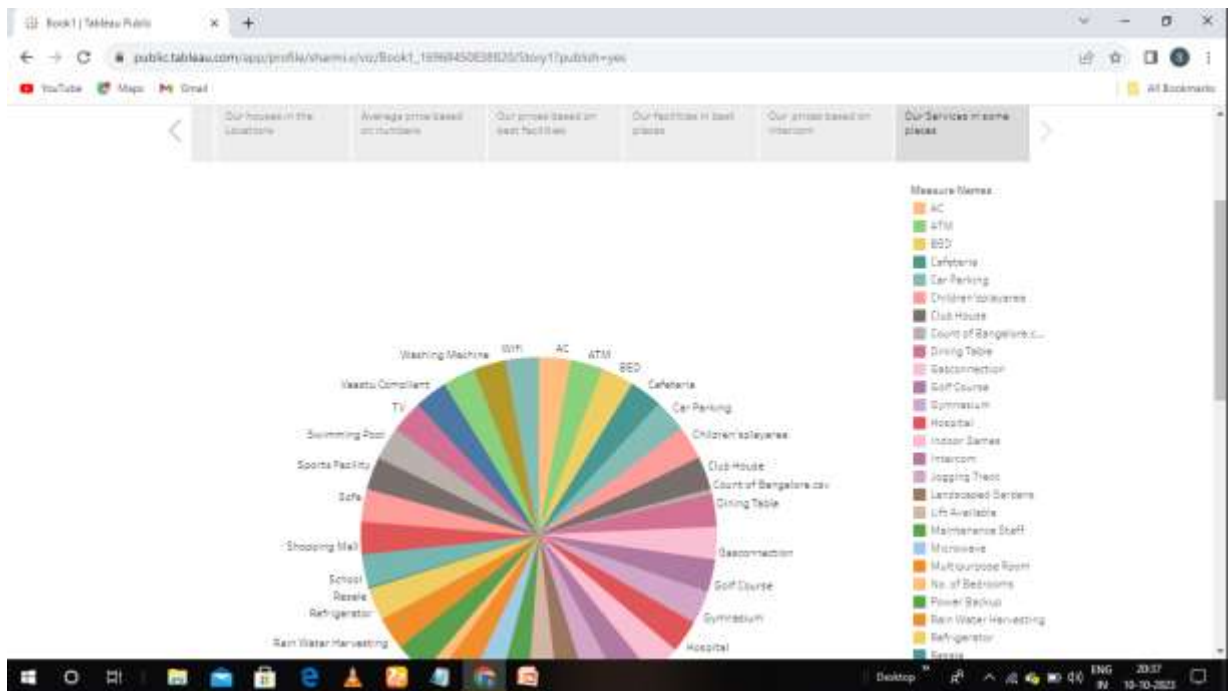 Book1 | Tableau Public
public.tableau.com/app/profile/sharmi.v/viz/Book1_16969450838820/Story1?publish=yes
YouTube Maps Gmail All Bookmarks
Our houses in the Locations
Average price based on numbers
Our prices based on best facilities
Our facilities in best places
Our prices based on intercom
Our Services in some places
Measure Names
AC
ATM
BED
Cafeteria
Car Parking
Children'splayarea
Club House
Count of Bangalore.c...
Dining Table
Gasconnection
Golf Course
Gymnasium
Hospital
Indoor Games
Intercom
Jogging Track
Landscaped Gardens
Lift Available
Maintenance Staff
Microwave
Multipurpose Room
No. of Bedrooms
Power Backup
Rain Water Harvesting
Refrigerator
Resale
Wifi
AC
ATM
BED
Cafeteria
Car Parking
Children'splayarea
Club House
Count of Bangalore.csv
Dining Table
Gasconnection
Golf Course
Gymnasium
Hospital
Washing Machine
Vaastu Compliant
TV
Swimming Pool
Sports Facility
Sofa
Shopping Mall
School
Resale
Refrigerator
Rain Water Harvesting
Desktop
ENG
IN
20:37
10-10-2023